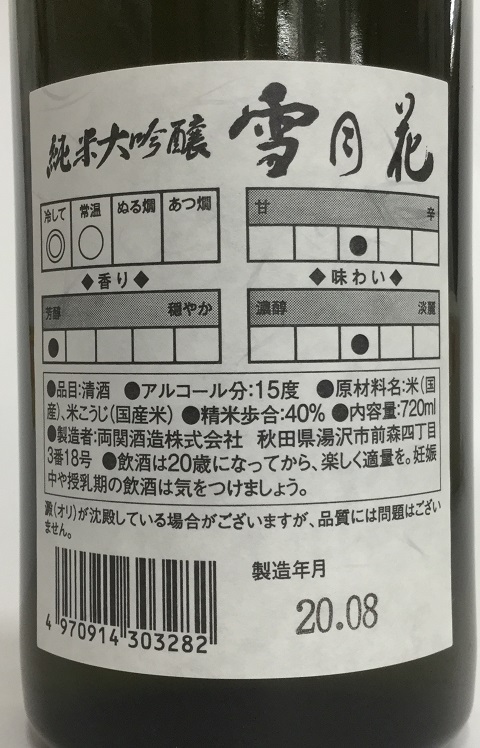 純米大吟醸 雪月花
冷して 常温 ぬる燗 あつ燗
甘 辛
◆香り◆
◆味わい◆
芳醇 穏やか
濃醇 淡麗
●品目:清酒 ●アルコール分:15度 ●原材料名:米(国
産)、米こうじ(国産米) ●精米歩合:40% ●内容量:720ml
●製造者:両関酒造株式会社 秋田県湯沢市前森四丁目
3番18号 ●飲酒は20歳になってから、楽しく適量を。妊娠
中や授乳期の飲酒は気をつけましょう。
澱(オリ)が沈殿している場合がございますが、品質には問題はござい
ません。
製造年月
20.08
4 970914 303282